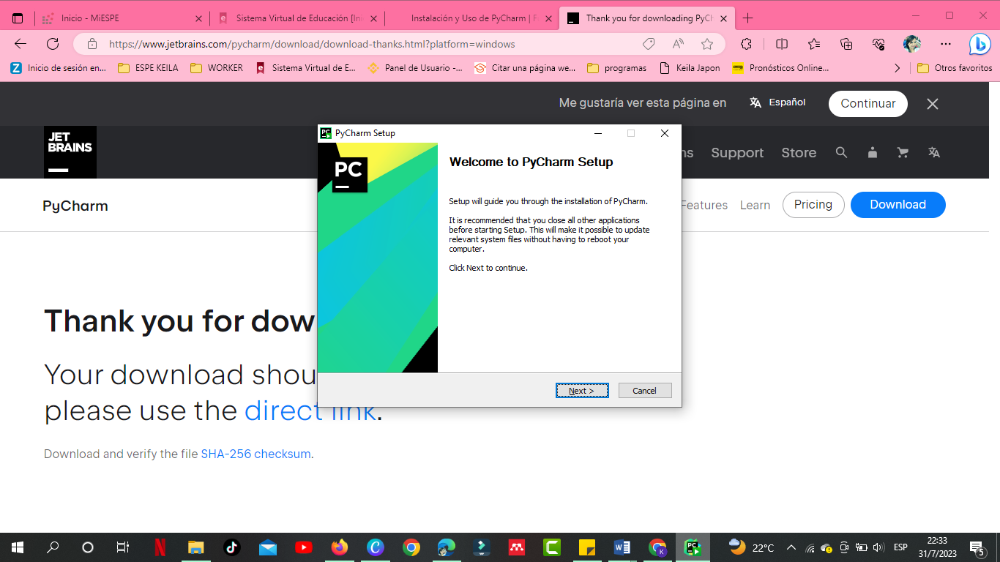 Inicio - MiESPE
Sistema Virtual de Educación [Ini
Instalación y Uso de PyCharm | F
Thank you for downloading PyCh
https://www.jetbrains.com/pycharm/download/download-thanks.html?platform=windows
Inicio de sesión en...
ESPE KEILA
WORKER
Sistema Virtual de E...
Panel de Usuario -...
Citar una página we...
programas
Keila Japon
Pronósticos Online...
Otros favoritos
Me gustaría ver esta página en
Español
Continuar
JET
BRAINS
ns
Support
Store
PyCharm
Features
Learn
Pricing
Download
PyCharm Setup
PC
Welcome to PyCharm Setup
Setup will guide you through the installation of PyCharm.
It is recommended that you close all other applications
before starting Setup. This will make it possible to update
relevant system files without having to reboot your
computer.
Click Next to continue.
Next >
Cancel
Thank you for dow
Your download shou
please use the direct link.
Download and verify the file SHA-256 checksum.
22°C
ESP
22:33
31/7/2023
5